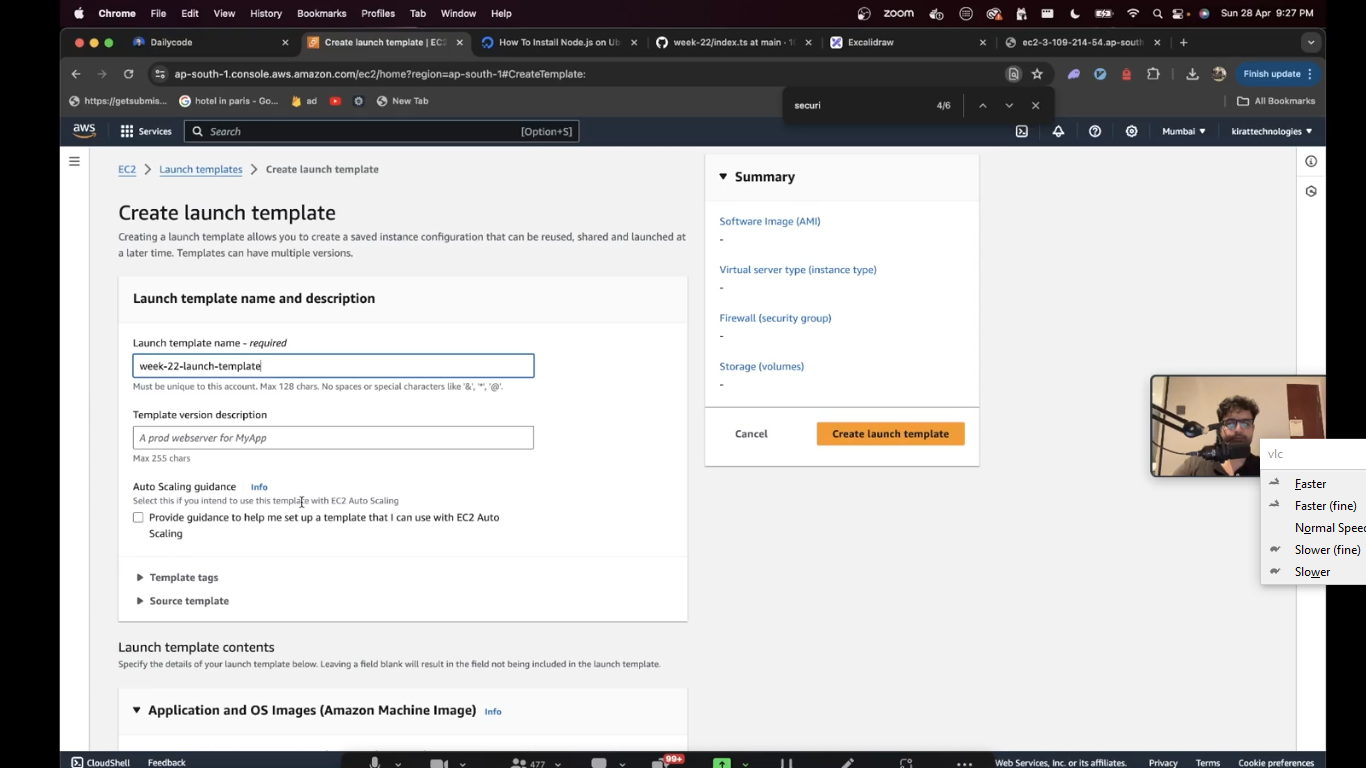 Chrome File Edit View History Bookmarks Profiles Tab Window Help zoom Sun 28 Apr 9:27 PM
Dailycode Create launch template | EC2 How To Install Node.js on Ub week-22/index.ts at main · 1 Excalidraw ec2-3-109-214-54.ap-south
ap-south-1.console.aws.amazon.com/ec2/home?region=ap-south-1#CreateTemplate: Finish update
https://getsubmis... hotel in paris - Go... ad New Tab All Bookmarks
securi 4/6
aws Services Search [Option+S] Mumbai kirattechnologies
EC2 Launch templates Create launch template
Create launch template
Creating a launch template allows you to create a saved instance configuration that can be reused, shared and launched at
a later time. Templates can have multiple versions.
Launch template name and description
Launch template name - required
week-22-launch-template
Must be unique to this account. Max 128 chars. No spaces or special characters like '&', '*', '@'.
Template version description
A prod webserver for MyApp
Max 255 chars
Auto Scaling guidance Info
Select this if you intend to use this template with EC2 Auto Scaling
Provide guidance to help me set up a template that I can use with EC2 Auto
Scaling
Template tags
Source template
Launch template contents
Specify the details of your launch template below. Leaving a field blank will result in the field not being included in the launch template.
Application and OS Images (Amazon Machine Image) Info
Summary
Software Image (AMI)
-
Virtual server type (instance type)
-
Firewall (security group)
-
Storage (volumes)
-
Cancel Create launch template
vlc
Faster
Faster (fine)
Normal Speed
Slower (fine)
Slower
CloudShell Feedback 477 99+ Web Services, Inc. or its affiliates. Privacy Terms Cookie preferences